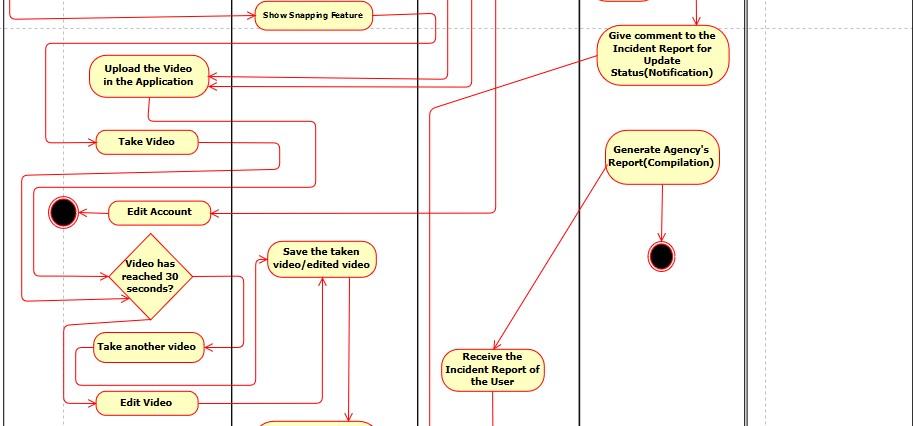 Show Snapping Feature
Give comment to the
Incident Report for
Update
Status(Notification)
Upload the Video
in the Application
Take Video
Generate Agency's
Report(Compilation)
Edit Account
Video has
reached 30
seconds?
Save the taken
video/edited video
Take another video
Receive the
Incident Report of
the User
Edit Video